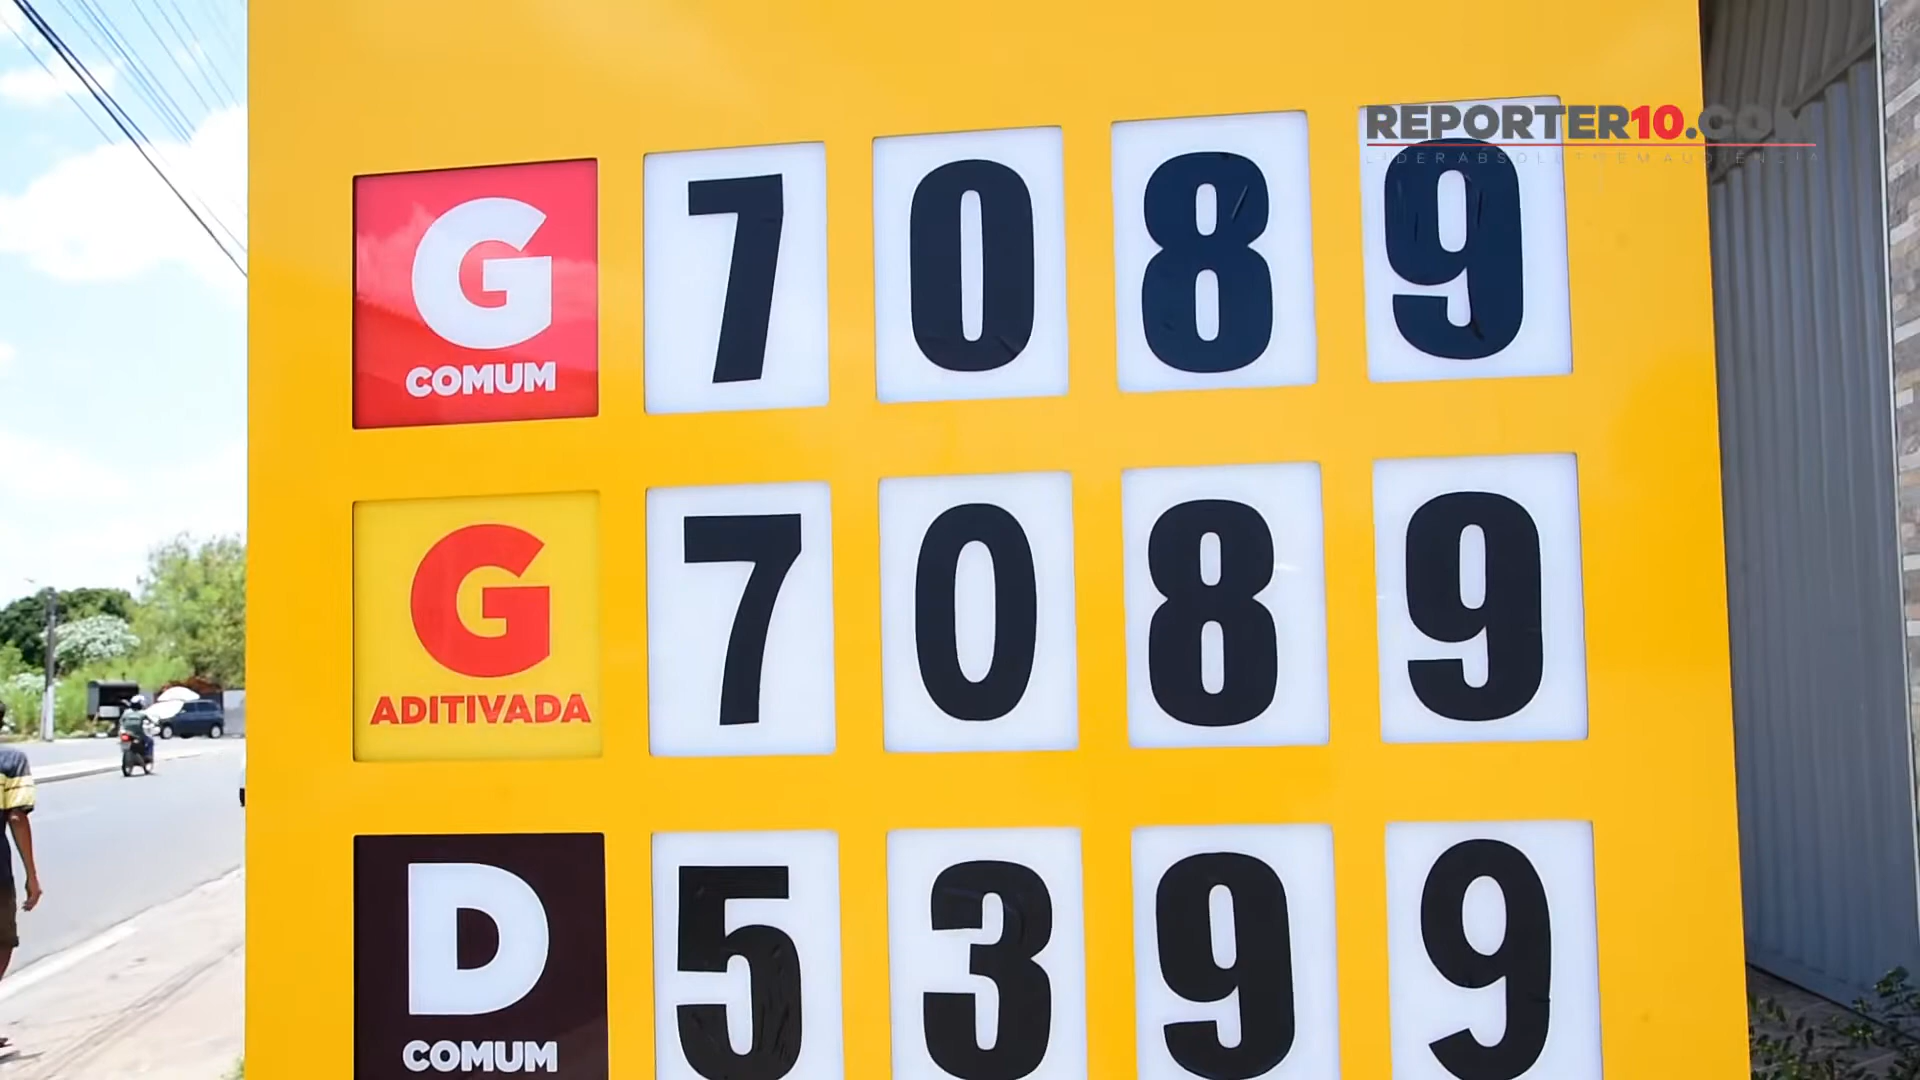 REPORTER10.COM
LÍDER ABSOLUTO EM AUDIÊNCIA
G 7 0 8 9
COMUM
G 7 0 8 9
ADITIVADA
D 5 3 9 9
COMUM